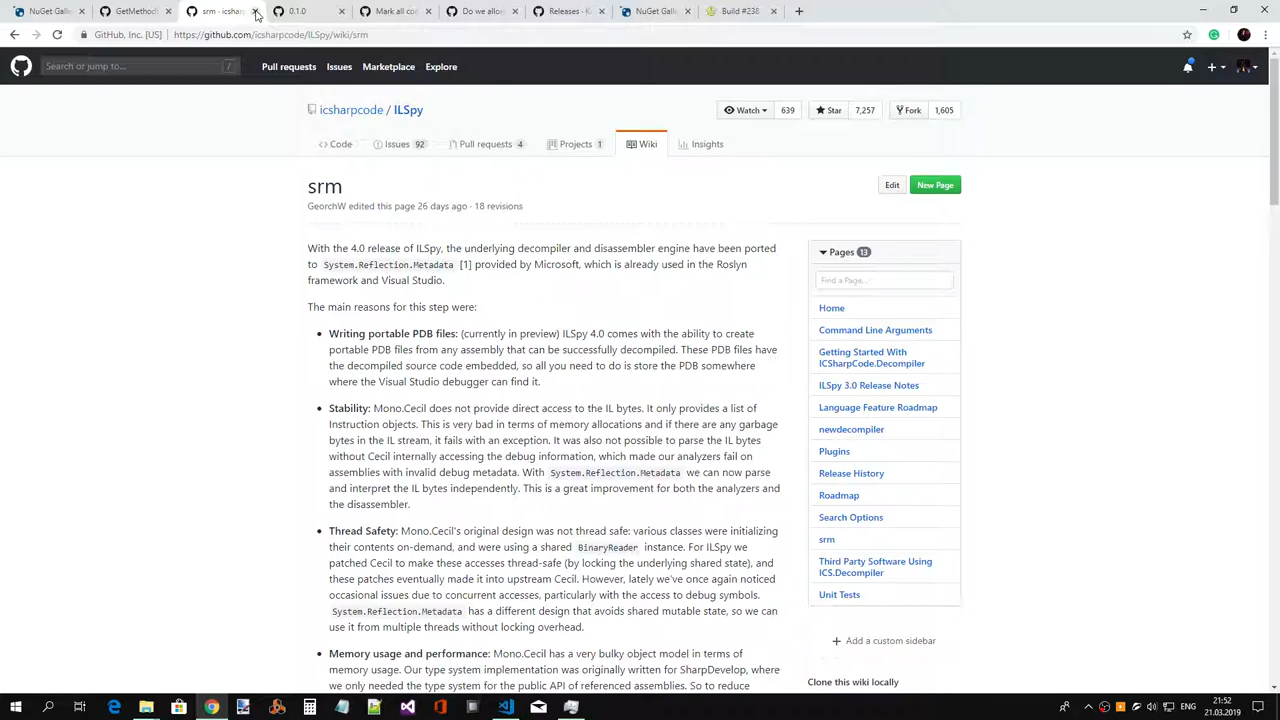 NuGet Galle
GetMethodB
srm · icsharp
0.1.0
Mark all co
Do we allow
Releases · K
NuGet Galle
Build #238
GitHub, Inc. [US]
https://github.com/icsharpcode/ILSpy/wiki/srm
Search or jump to...
/
Pull requests
Issues
Marketplace
Explore
icsharpcode / ILSpy
Watch
639
Star
7,257
Fork
1,605
Code
Issues 92
Pull requests 4
Projects 1
Wiki
Insights
srm
Edit
New Page
GeorchW edited this page 26 days ago · 18 revisions
With the 4.0 release of ILSpy, the underlying decompiler and disassembler engine have been ported
to System.Reflection.Metadata [1] provided by Microsoft, which is already used in the Roslyn
framework and Visual Studio.
The main reasons for this step were:
• Writing portable PDB files: (currently in preview) ILSpy 4.0 comes with the ability to create
portable PDB files from any assembly that can be successfully decompiled. These PDB files have
the decompiled source code embedded, so all you need to do is store the PDB somewhere
where the Visual Studio debugger can find it.
• Stability: Mono.Cecil does not provide direct access to the IL bytes. It only provides a list of
Instruction objects. This is very bad in terms of memory allocations and if there are any garbage
bytes in the IL stream, it fails with an exception. It was also not possible to parse the IL bytes
without Cecil internally accessing the debug information, which made our analyzers fail on
assemblies with invalid debug metadata. With System.Reflection.Metadata we can now parse
and interpret the IL bytes independently. This is a great improvement for both the analyzers and
the disassembler.
• Thread Safety: Mono.Cecil's original design was not thread safe: various classes were initializing
their contents on-demand, and were using a shared BinaryReader instance. For ILSpy we
patched Cecil to make these accesses thread-safe (by locking the underlying shared state), and
these patches eventually made it into upstream Cecil. However, lately we've once again noticed
occasional issues due to concurrent accesses, particularly with the access to debug symbols.
System.Reflection.Metadata has a different design that avoids shared mutable state, so we can
use it from multiple threads without locking overhead.
• Memory usage and performance: Mono.Cecil has a very bulky object model in terms of
memory usage. Our type system implementation was originally written for SharpDevelop, where
we only needed the type system for the public API of referenced assemblies. So to reduce
Pages 13
Find a Page...
Home
Command Line Arguments
Getting Started With
ICSharpCode.Decompiler
ILSpy 3.0 Release Notes
Language Feature Roadmap
newdecompiler
Plugins
Release History
Roadmap
Search Options
srm
Third Party Software Using
ICS.Decompiler
Unit Tests
+ Add a custom sidebar
Clone this wiki locally
ENG
21:52
21.03.2019